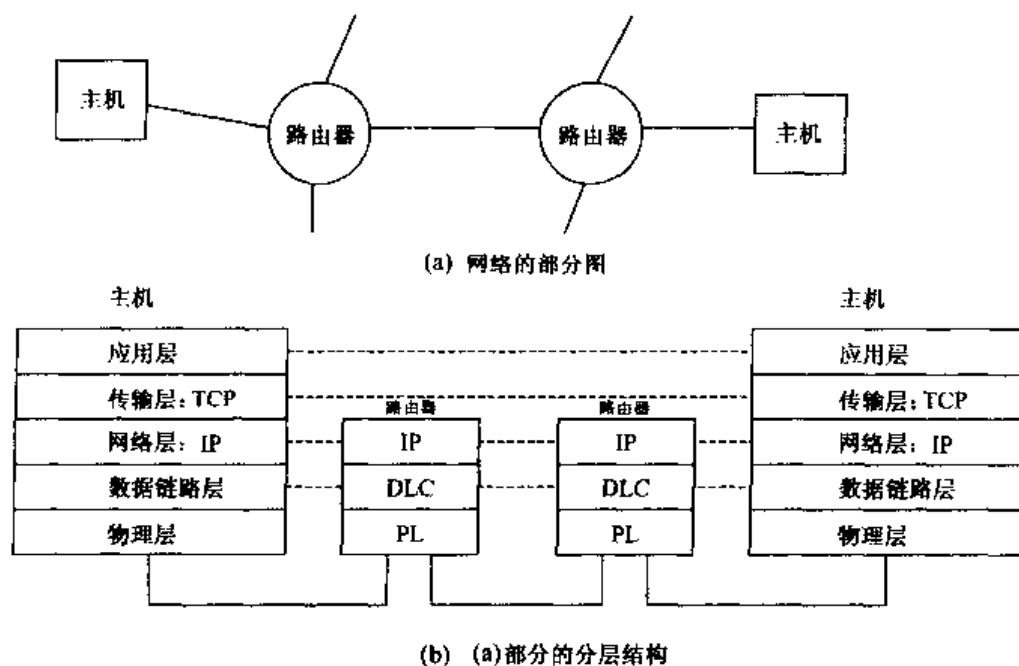 主机
路由器
路由器
主机
(a) 网络的部分图
主机
主机
应用层
应用层
传输层：TCP
路由器
路由器
传输层；TCP
网络层：IP
IP
IP
网络层：IP
数据链路层
DLC
DLC
数据链路层
物理层
PL
PL
物理层
(b) (a)部分的分层结构